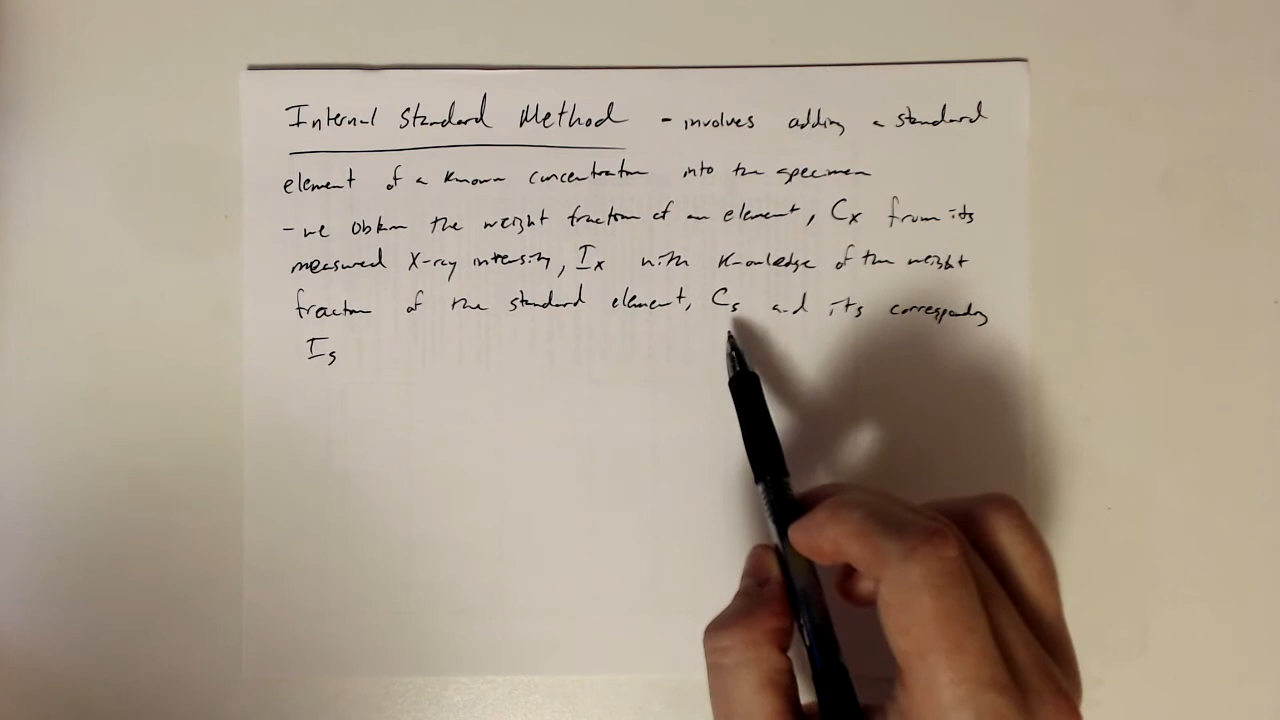 Internal Standard Method - involves adding a standard
element of a known concentration into the specimen
- we obtain the weight fraction of an element, Cx from its
measured X-ray intensity, Ix with knowledge of the weight
fraction of the standard element, Cs and its corresponding
Is